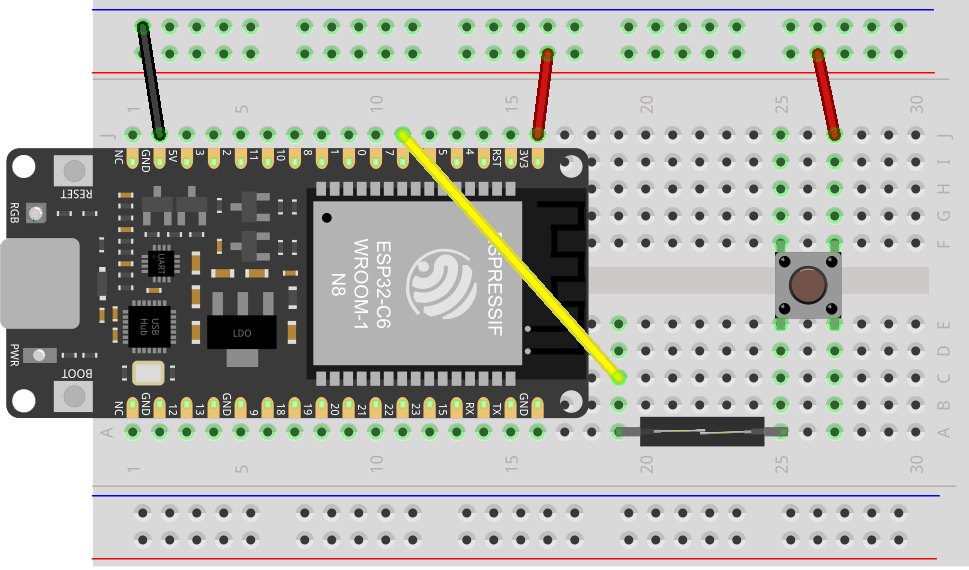 1 5 10 15 20 25 30
J J
NC GND 5V 3 2 11 10 8 1 0 7 5 4 RST 3V3
I
H
G
F
RESET
RGB
UART
USB
Hub
LDO
ESP32-C6
WROOM-1
N8
ESPRESSIF
PWR
BOOT
E
D
C
B
NC GND 12 13 GND 9 18 19 20 21 22 23 15 RX TX GND
A A
1 5 10 15 20 25 30